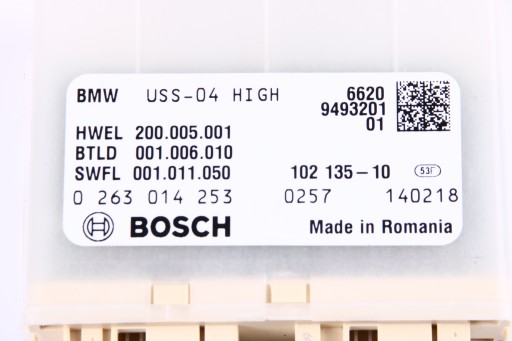 BMW USS-04 HIGH 6620
9493201
01
HWEL 200.005.001
BTLD 001.006.010
SWFL 001.011.050 102 135-10 53F
0 263 014 253 0257 140218
BOSCH Made in Romania